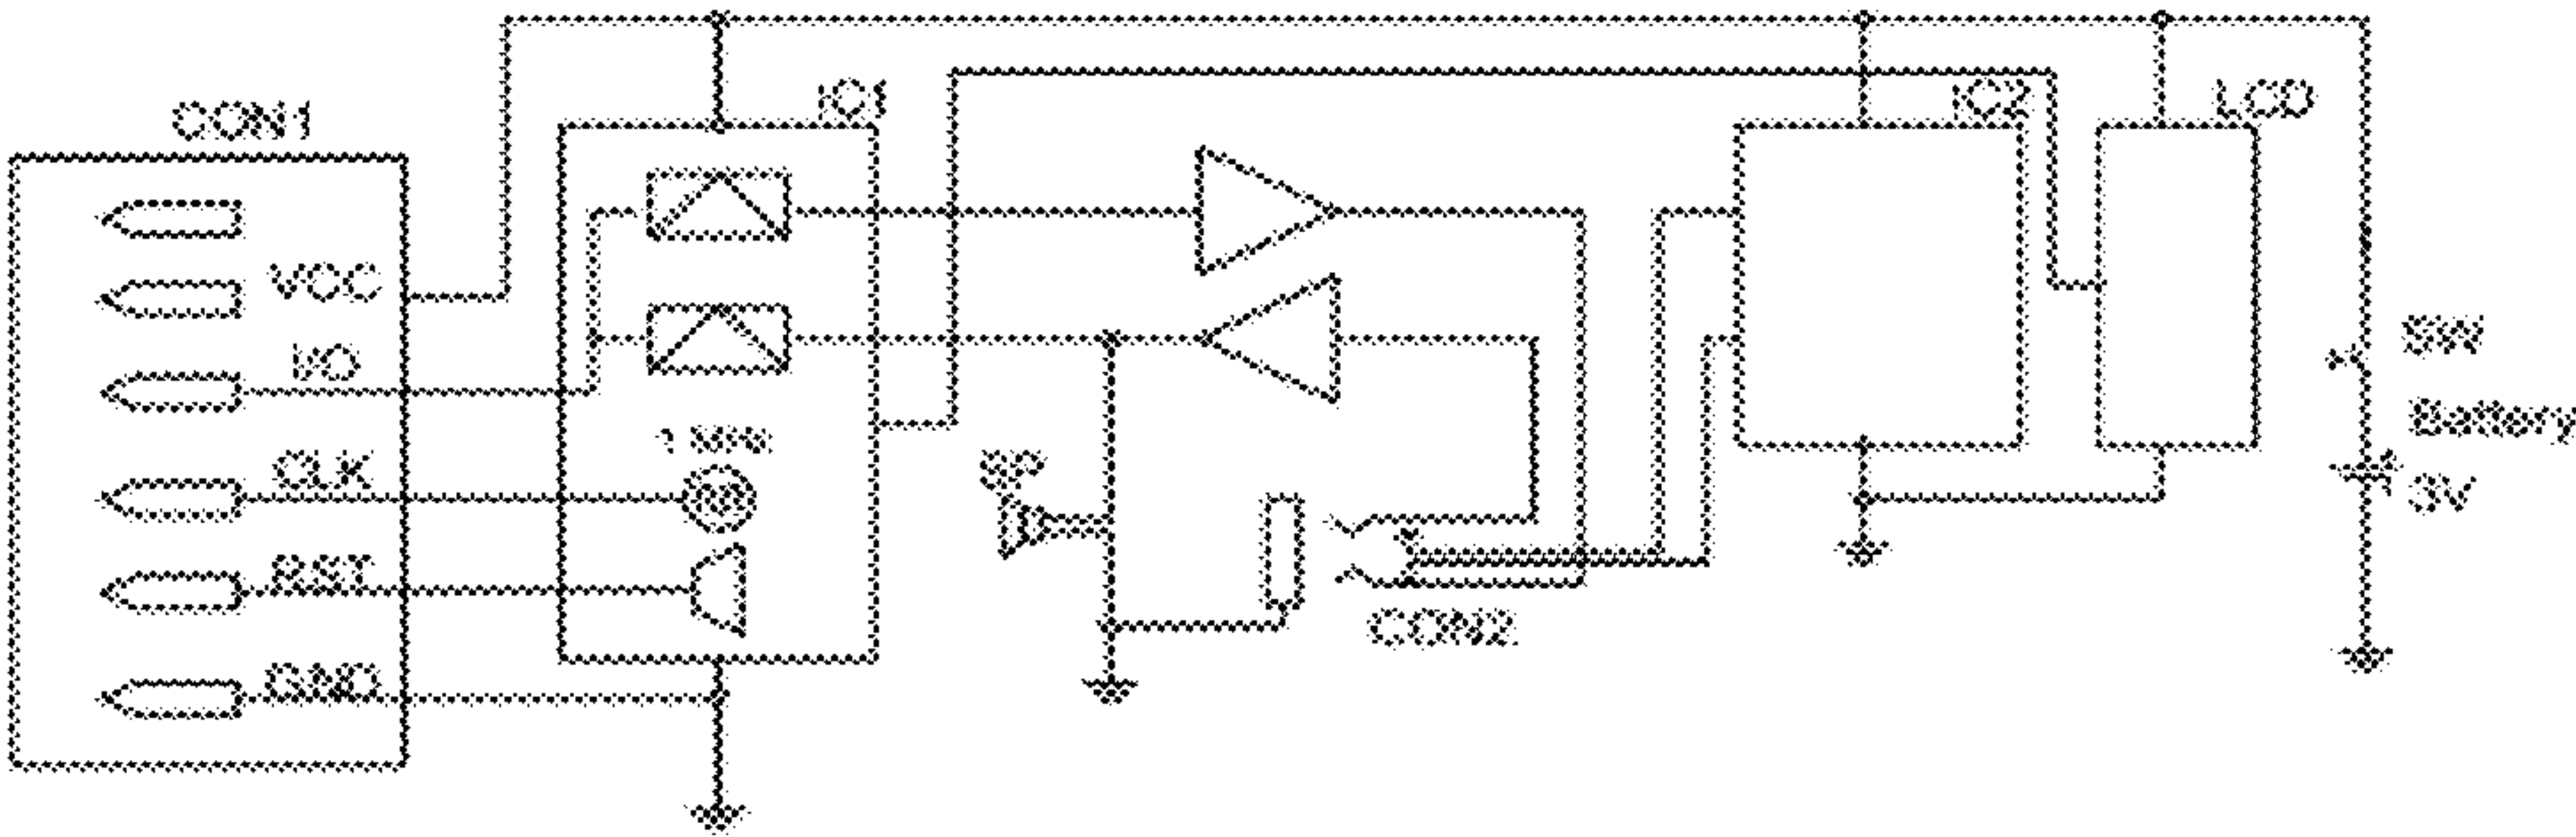 CON1
VCC
I/O
CLK
RST
GND
IC1
1 MHz
SP
CON2
IC2
LCD
SW
Battery
3V